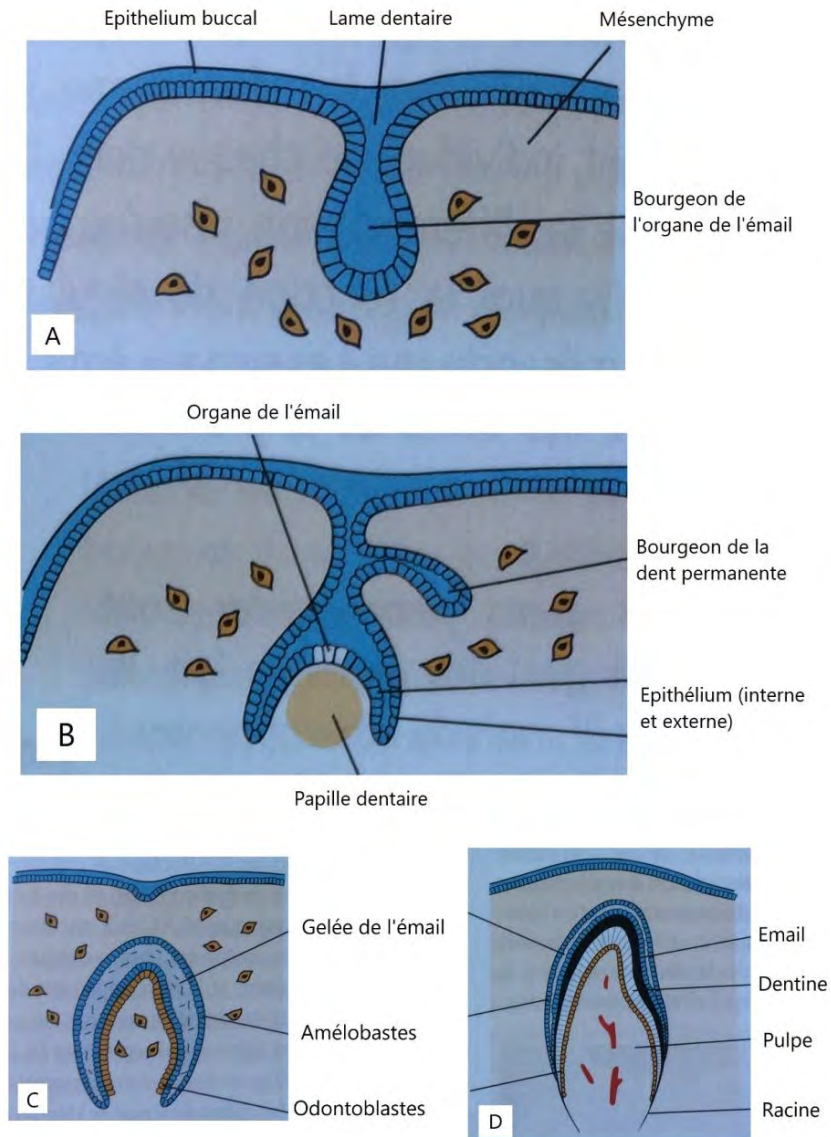 Epithelium buccal
Lame dentaire
Mésenchyme
Bourgeon de
l'organe de l'émail
A
Organe de l'émail
Bourgeon de la
dent permanente
Epithélium (interne
et externe)
B
Papille dentaire
Gelée de l'émail
Amélobastes
Odontoblastes
C
Email
Dentine
Pulpe
Racine
D